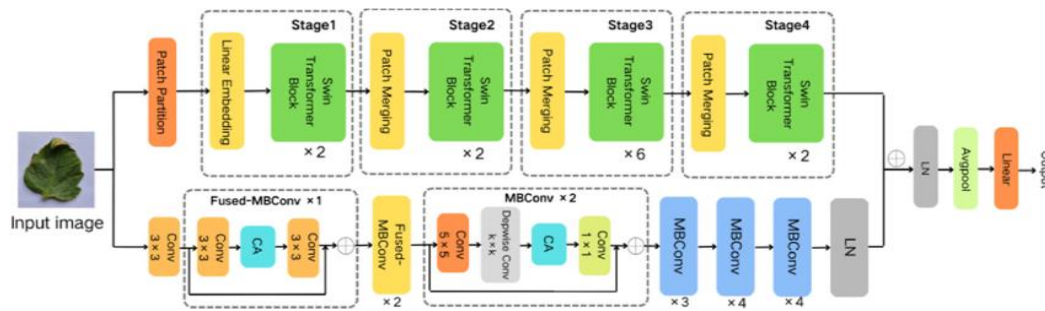 Stage1
Stage2
Stage3
Stage4
Patch Partition
Linear Embedding
Swin
Transformer
Block
×2
Patch Merging
Swin
Transformer
Block
×2
Patch Merging
Swin
Transformer
Block
×6
Patch Merging
Swin
Transformer
Block
×2
Input image
LN
Avgpool
Linear
Output
Conv
3×3
Fused-MBConv ×1
Conv
3×3
CA
Conv
3×3
Fused-
MBConv
×2
MBConv ×2
Conv
5×5
Depwise Conv
k×k
CA
Conv
1×1
MBConv
×3
MBConv
×4
MBConv
×4
LN